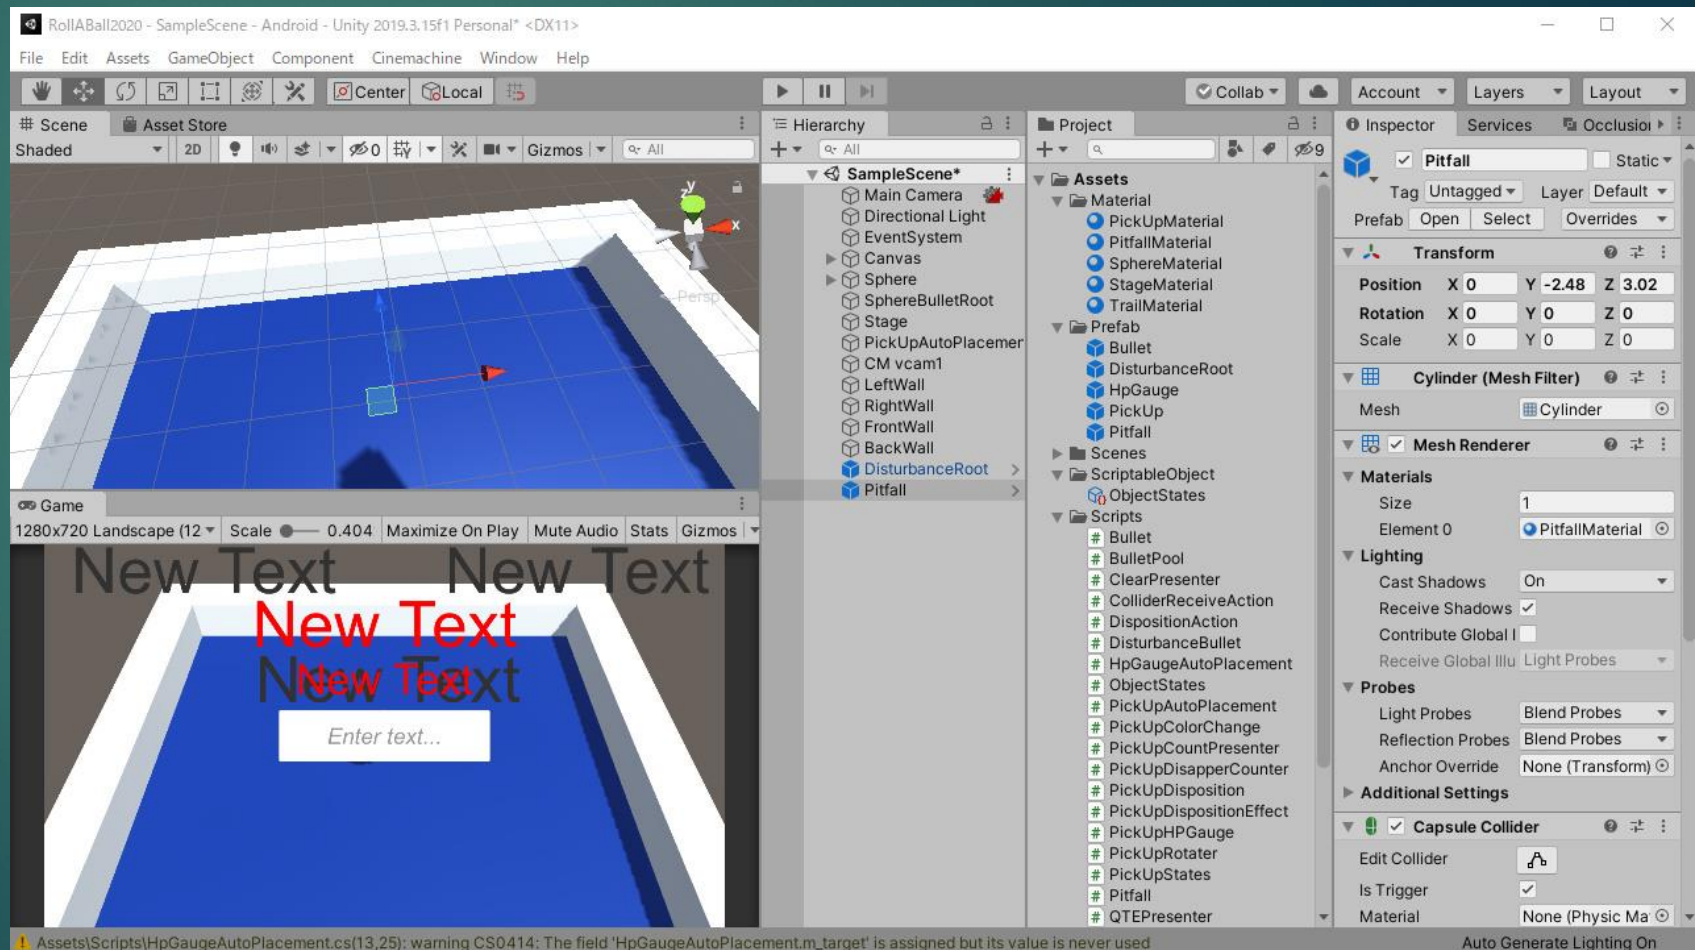 RollABall2020 - SampleScene - Android - Unity 2019.3.15f1 Personal* <DX11>
File Edit Assets GameObject Component Cinemachine Window Help
Center Local Collab Account Layers Layout
Scene Asset Store
Shaded 2D 0 Gizmos All
y
z
x
Persp
Game
1280x720 Landscape (12 Scale 0.404 Maximize On Play Mute Audio Stats Gizmos
New Text New Text
New Text
New Text
New Text
Enter text...
Hierarchy
All
SampleScene*
Main Camera
Directional Light
EventSystem
Canvas
Sphere
SphereBulletRoot
Stage
PickUpAutoPlacemer
CM vcam1
LeftWall
RightWall
FrontWall
BackWall
DisturbanceRoot
Pitfall
Project
9
Assets
Material
PickUpMaterial
PitfallMaterial
SphereMaterial
StageMaterial
TrailMaterial
Prefab
Bullet
DisturbanceRoot
HpGauge
PickUp
Pitfall
Scenes
ScriptableObject
ObjectStates
Scripts
Bullet
BulletPool
ClearPresenter
ColliderReceiveAction
DispositionAction
DisturbanceBullet
HpGaugeAutoPlacement
ObjectStates
PickUpAutoPlacement
PickUpColorChange
PickUpCountPresenter
PickUpDisapperCounter
PickUpDisposition
PickUpDispositionEffect
PickUpHPGauge
PickUpRotater
PickUpStates
Pitfall
QTEPresenter
Inspector Services Occlusion
Pitfall Static
Tag Untagged Layer Default
Prefab Open Select Overrides
Transform
Position X 0 Y -2.48 Z 3.02
Rotation X 0 Y 0 Z 0
Scale X 0 Y 0 Z 0
Cylinder (Mesh Filter)
Mesh Cylinder
Mesh Renderer
Materials
Size 1
Element 0 PitfallMaterial
Lighting
Cast Shadows On
Receive Shadows
Contribute Global I
Receive Global Illu Light Probes
Probes
Light Probes Blend Probes
Reflection Probes Blend Probes
Anchor Override None (Transform)
Additional Settings
Capsule Collider
Edit Collider
Is Trigger
Material None (Physic Ma
Assets\Scripts\HpGaugeAutoPlacement.cs(13,25): warning CS0414: The field 'HpGaugeAutoPlacement.m_target' is assigned but its value is never used
Auto Generate Lighting On